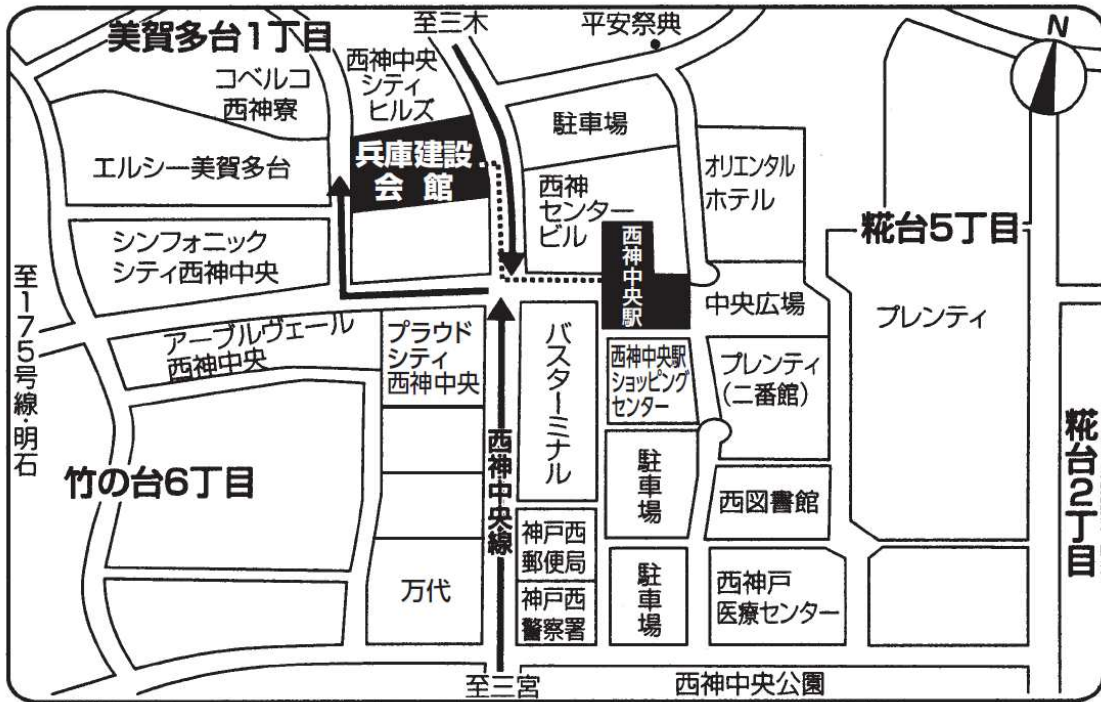 美賀多台1丁目
至三木
平安祭典
N
コベルコ
西神寮
西神中央
シティ
ヒルズ
駐車場
エルシー美賀多台
兵庫建設
会館
西神
センター
ビル
オリエンタル
ホテル
糀台5丁目
シンフォニック
シティ西神中央
西神中央駅
中央広場
プレンティ
至175号線・明石
アーブルヴェール
西神中央
プラウド
シティ
西神中央
バスターミナル
西神中央駅
ショッピング
センター
プレンティ
(二番館)
糀台2丁目
竹の台6丁目
西神中央線
駐車場
西図書館
神戸西
郵便局
万代
神戸西
警察署
駐車場
西神戸
医療センター
至三宮
西神中央公園